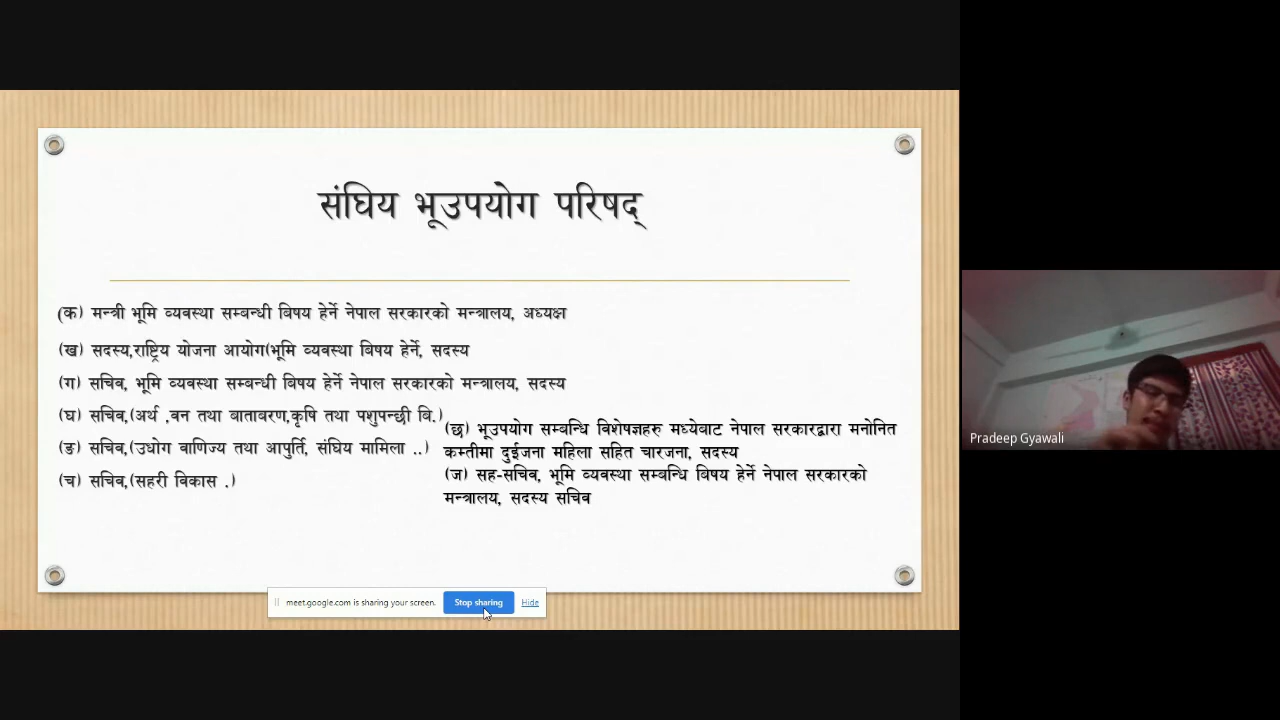 संघिय भूउपयोग परिषद्
(क) मन्त्री भूमि व्यवस्था सम्बन्धी बिषय हेर्ने नेपाल सरकारको मन्त्रालय, अध्यक्ष
(ख) सदस्य,राष्ट्रिय योजना आयोग(भूमि व्यवस्था बिषय हेर्ने, सदस्य
(ग) सचिव, भूमि व्यवस्था सम्बन्धी बिषय हेर्ने नेपाल सरकारको मन्त्रालय, सदस्य
(घ) सचिव,(अर्थ ,वन तथा बाताबरण,कृषि तथा पशुपन्छी बि.)
(ङ) सचिव,(उधोग बाणिज्य तथा आपुर्ति, संघिय मामिला ..)
(च) सचिव,(सहरी विकास .)
(छ) भूउपयोग सम्बन्धि विशेषज्ञहरु मध्येबाट नेपाल सरकारद्वारा मनोनित
कम्तीमा दुईजना महिला सहित चारजना, सदस्य
(ज) सह-सचिव, भूमि व्यवस्था सम्बन्धि बिषय हेर्ने नेपाल सरकारको
मन्त्रालय, सदस्य सचिव
meet.google.com is sharing your screen. Stop sharing Hide
Pradeep Gyawali